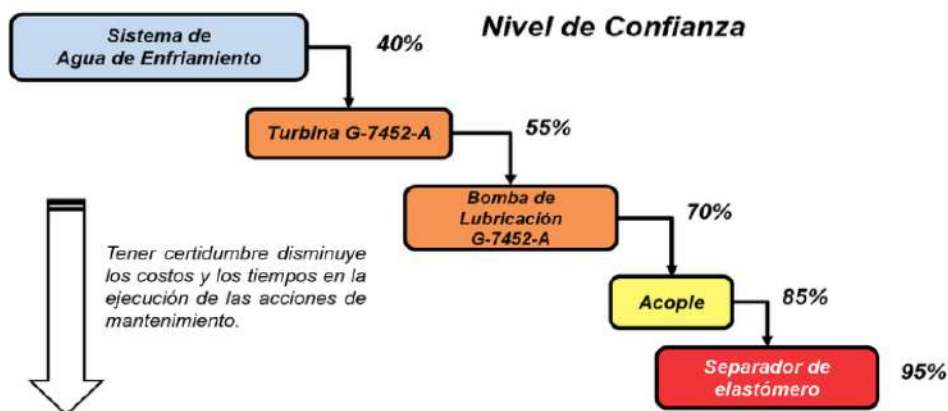 Nivel de Confianza
Sistema de
Agua de Enfriamiento
40%
Turbina G-7452-A
55%
Bomba de
Lubricación
G-7452-A
70%
Tener certidumbre disminuye
los costos y los tiempos en la
ejecución de las acciones de
mantenimiento.
Acople
85%
Separador de
elastómero
95%